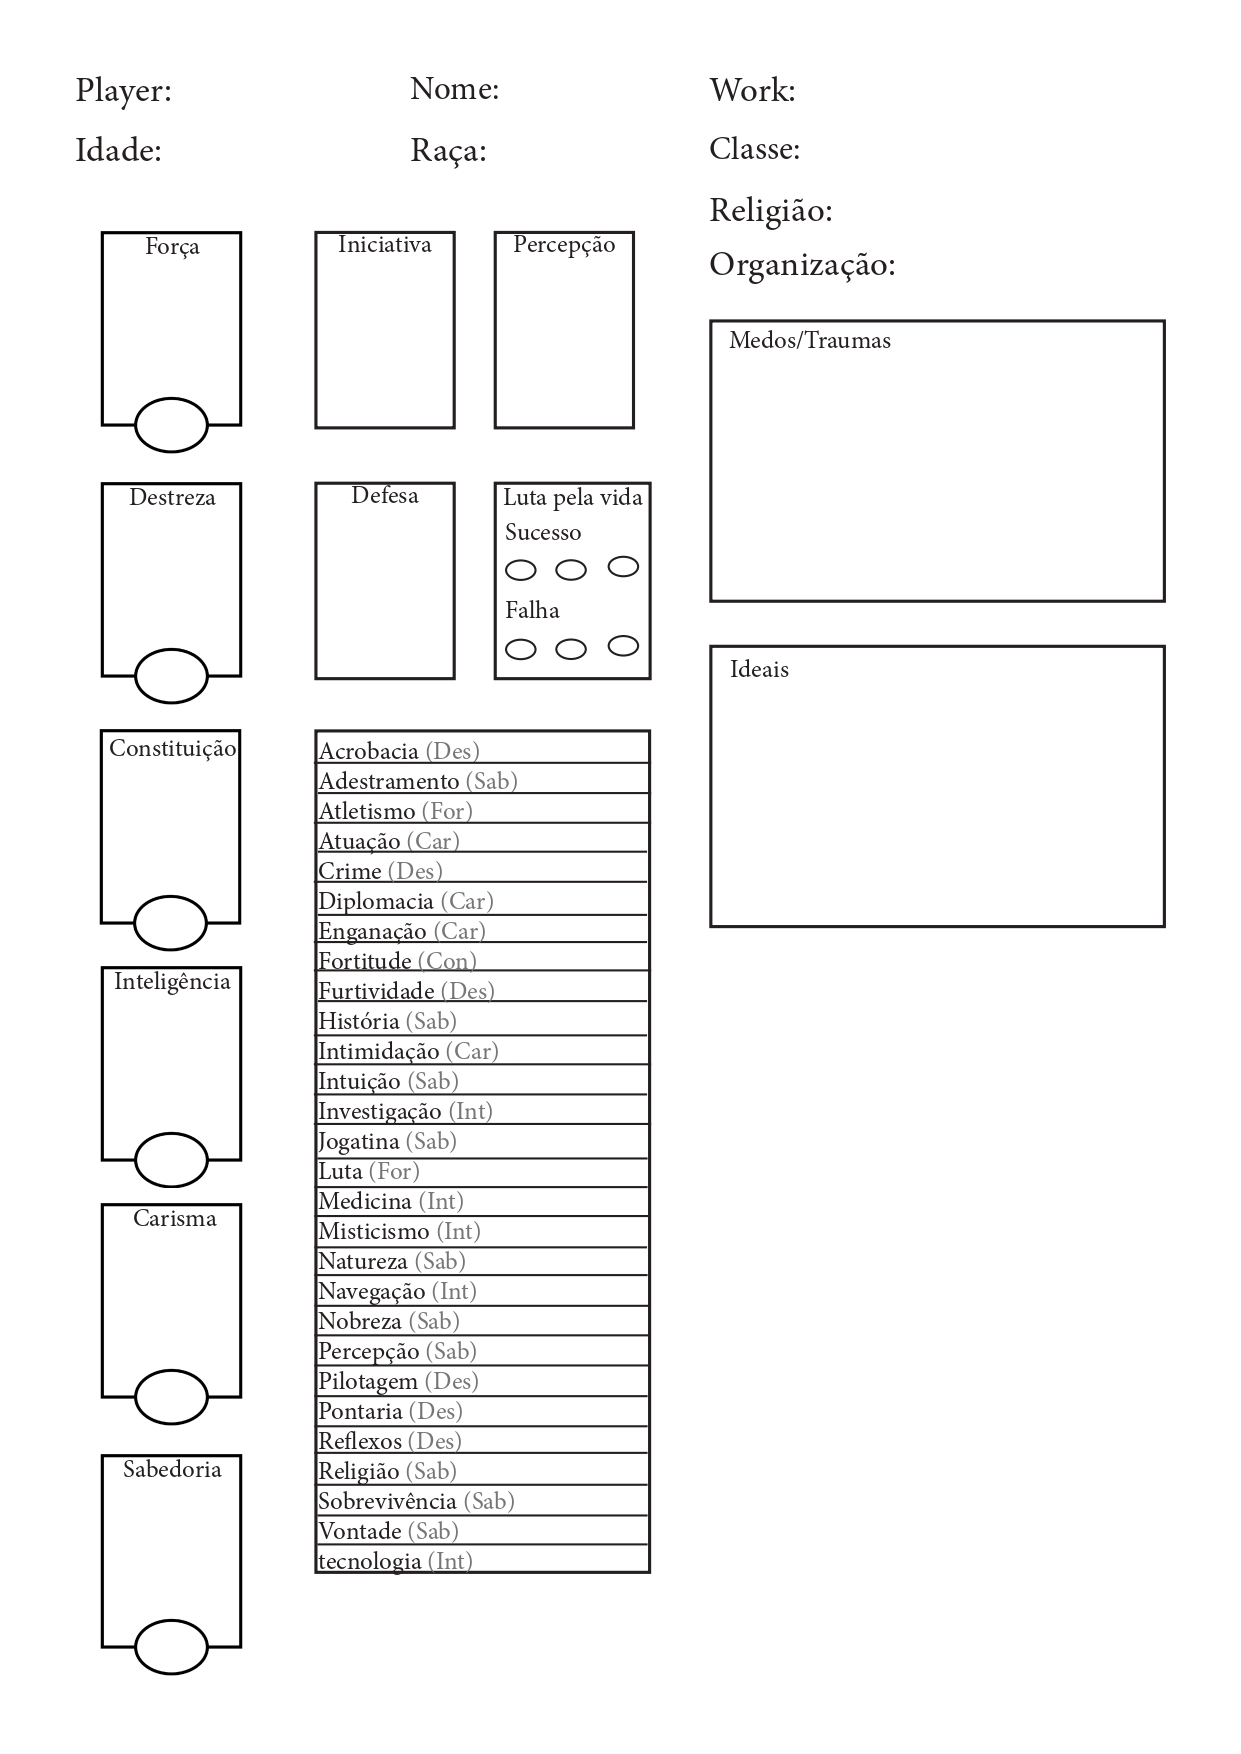 Player:
Nome:
Work:
Idade:
Raça:
Classe:
Religião:
Organização:
Força
Iniciativa
Percepção
Medos/Traumas
Destreza
Defesa
Luta pela vida
Sucesso
Falha
Ideais
Constituição
Inteligência
Carisma
Sabedoria
Acrobacia (Des)
Adestramento (Sab)
Atletismo (For)
Atuação (Car)
Crime (Des)
Diplomacia (Car)
Enganação (Car)
Fortitude (Con)
Furtividade (Des)
História (Sab)
Intimidação (Car)
Intuição (Sab)
Investigação (Int)
Jogatina (Sab)
Luta (For)
Medicina (Int)
Misticismo (Int)
Natureza (Sab)
Navegação (Int)
Nobreza (Sab)
Percepção (Sab)
Pilotagem (Des)
Pontaria (Des)
Reflexos (Des)
Religião (Sab)
Sobrevivência (Sab)
Vontade (Sab)
tecnologia (Int)